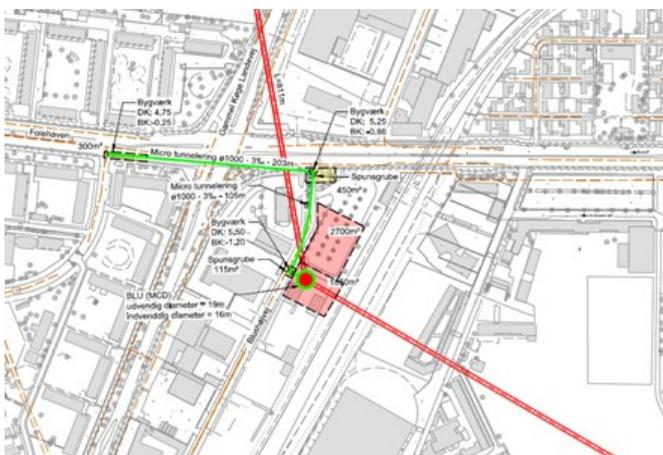 Gammel Køge Landevej
L=811m
Bygværk
DK: 4,75
BK:-0,25
Bygværk
DK: 5,25
BK: -0,86
Folehaven
300m²
Micro tunnelering ø1000 - 3‰ - 203m
Spunsgrube
450m²
Micro tunnelering
ø1000 - 3‰ - 105m
Bygværk
DK: 5,50
BK:-1,20
2700m²
Spunsgrube
115m²
BLU (MCD)
udvendig diameter = 19m
indvendig diameter = 16m
Blushøjvej